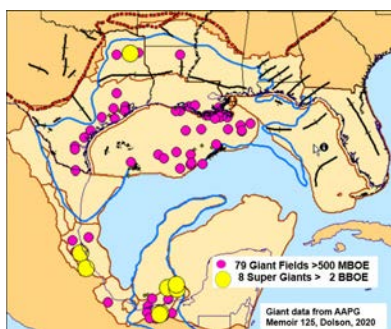 79 Giant Fields >500 MBOE
8 Super Giants > 2 BBOE
Giant data from AAPG
Memoir 125, Dolson, 2020